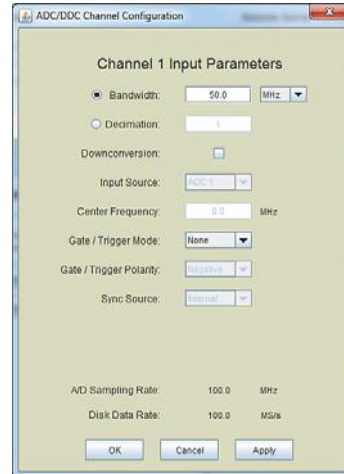 ADC/DDC Channel Configuration
Channel 1 Input Parameters
Bandwidth: 50.0 MHz
Decimation: 1
Downconversion:
Input Source: ADC 1
Center Frequency: 0.0 MHz
Gate / Trigger Mode: None
Gate / Trigger Polarity: Negative
Sync Source: Internal
A/D Sampling Rate: 100.0 MHz
Disk Data Rate: 100.0 MS/s
OK Cancel Apply